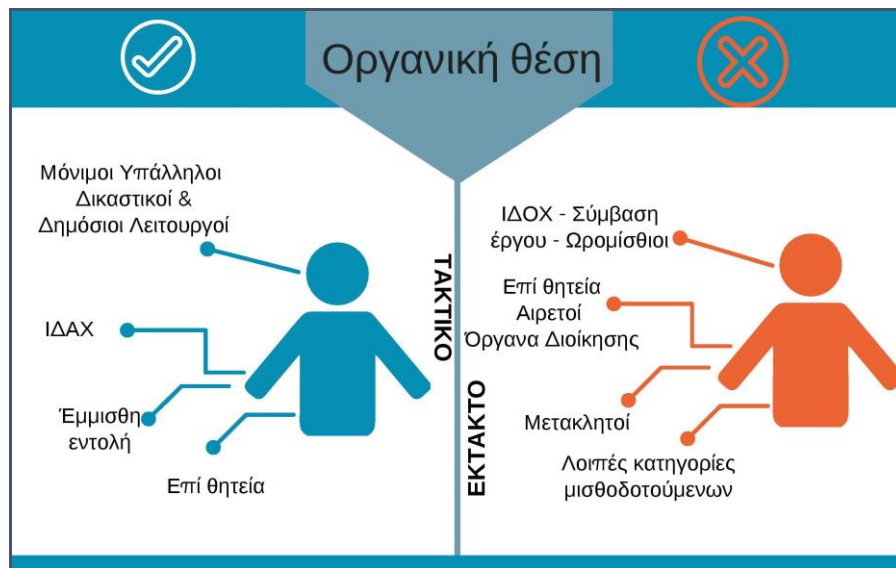 Οργανική θέση
Μόνιμοι Υπάλληλοι
Δικαστικοί &
Δημόσιοι Λειτουργοί
ΙΔΑΧ
Έμμισθη
εντολή
Επί θητεία
ΤΑΚΤΙΚΟ
ΕΚΤΑΚΤΟ
ΙΔΟΧ - Σύμβαση
έργου - Ωρομίσθιοι
Επί θητεία
Αιρετοί
Όργανα Διοίκησης
Μετακλητοί
Λοιπές κατηγορίες
μισθοδοτούμενων